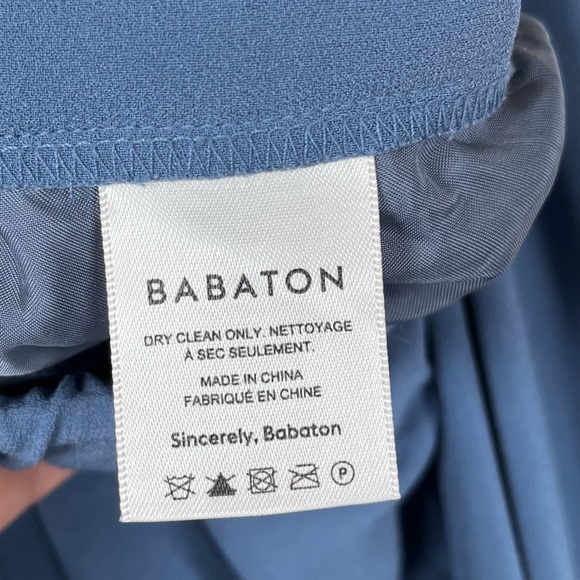 BABATON
DRY CLEAN ONLY. NETTOYAGE
À SEC SEULEMENT.
MADE IN CHINA
FABRIQUÉ EN CHINE
Sincerely, Babaton
P